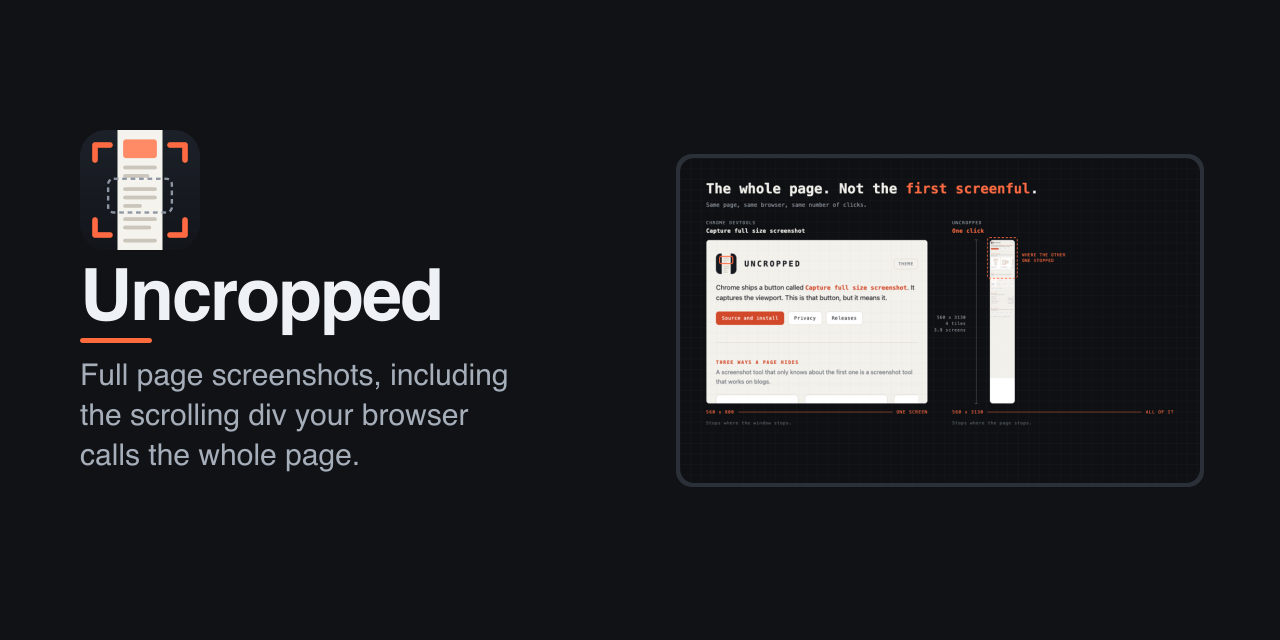 Uncropped
Full page screenshots, including
the scrolling div your browser
calls the whole page.
The whole page. Not the first screenful.
Same page, same browser, same number of clicks.
CHROME DEVTOOLS
Capture full size screenshot
UNCROPPED
THEME
Chrome ships a button called Capture full size screenshot. It
captures the viewport. This is that button, but it means it.
Source and install
Privacy
Releases
THREE WAYS A PAGE HIDES
A screenshot tool that only knows about the first one is a screenshot tool
that works on blogs.
ONE SCREEN
Stops where the window stops.
UNCROPPED
One click
WHERE THE OTHER
ONE STOPPED
560 x 3130
4 tiles
3.9 screens
560 x 3130
ALL OF IT
Stops where the page stops.